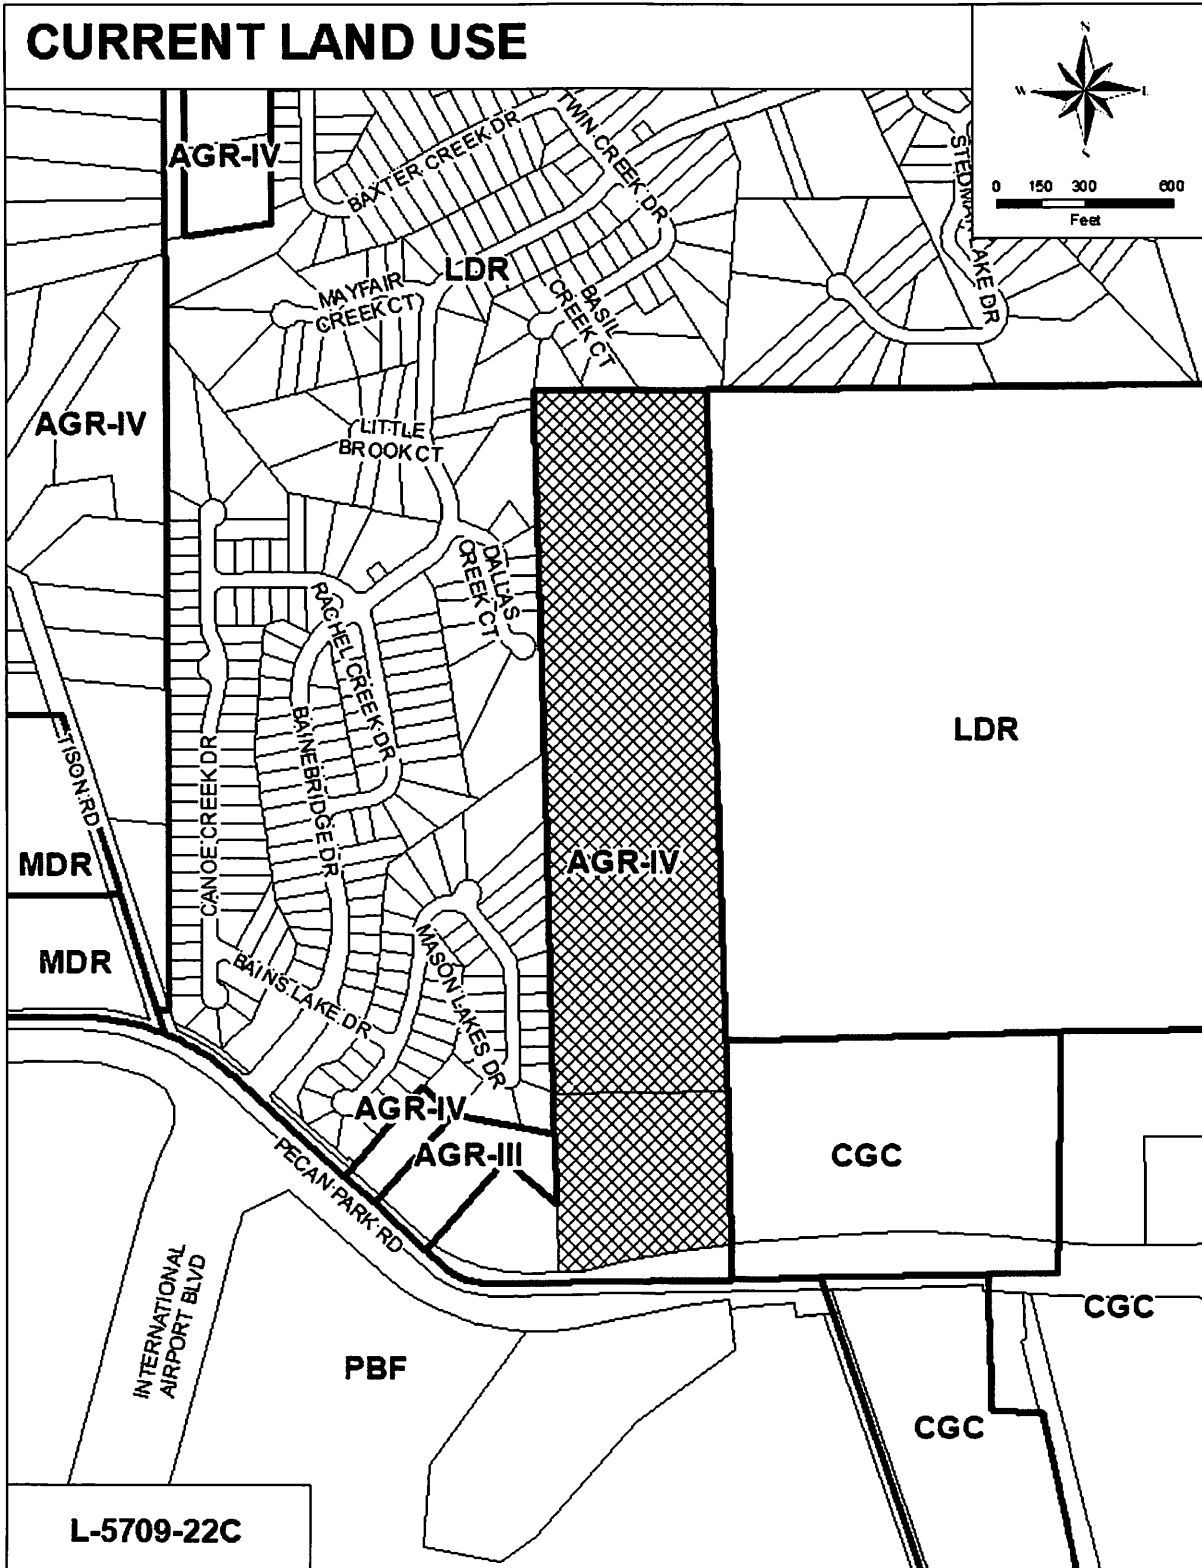 CURRENT LAND USE
N
W
E
S
0 150 300 600
Feet
AGR-IV
BAXTER CREEK DR
TWIN CREEK DR
LDR
MAYFAIR
CREEK CT
BASIL
CREEK CT
LAKE DR
AGR-IV
LITTLE
BROOK CT
DALLAS
CREEK CT
RACHEL CREEK DR
BAINEBRIDGE DR
CANOE CREEK DR
TISON RD
LDR
MDR
AGR-IV
MDR
MASON LAKES DR
BAINS LAKE DR
AGR-IV
AGR-III
CGC
PECAN PARK RD
INTERNATIONAL
AIRPORT BLVD
CGC
PBF
CGC
L-5709-22C